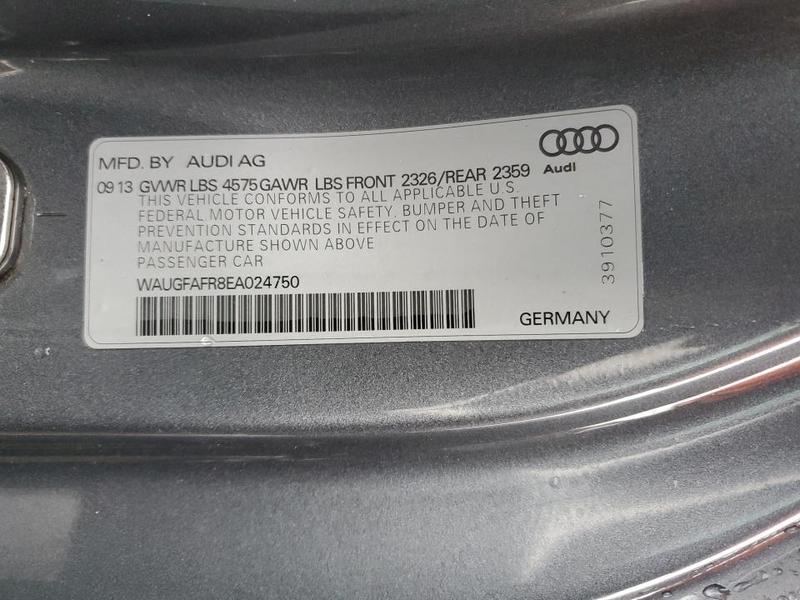 MFD. BY AUDI AG
Audi
09 13 GVWR LBS 4575 GAWR LBS FRONT 2326/REAR 2359
THIS VEHICLE CONFORMS TO ALL APPLICABLE U.S.
FEDERAL MOTOR VEHICLE SAFETY, BUMPER AND THEFT
PREVENTION STANDARDS IN EFFECT ON THE DATE OF
MANUFACTURE SHOWN ABOVE
PASSENGER CAR
WAUGFAFR8EA024750
3910377
GERMANY